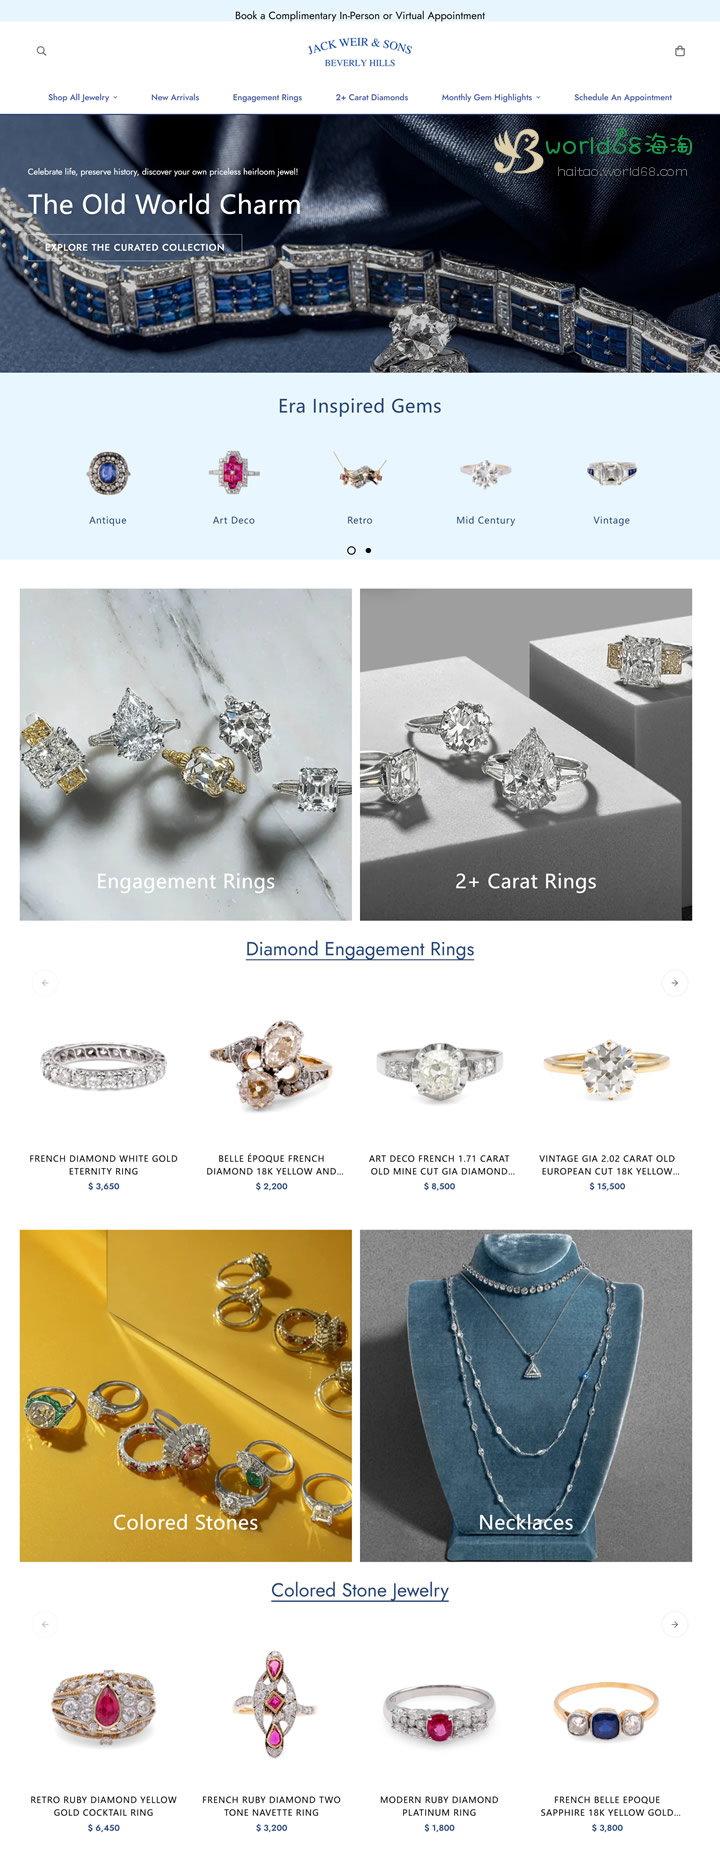 Book a Complimentary In-Person or Virtual Appointment
JACK WEIR & SONS
BEVERLY HILLS
Shop All Jewelry
New Arrivals
Engagement Rings
2+ Carat Diamonds
Monthly Gem Highlights
Schedule An Appointment
world68海淘
haitao.world68.com
Celebrate life, preserve history, discover your own priceless heirloom jewel!
The Old World Charm
EXPLORE THE CURATED COLLECTION
Era Inspired Gems
Antique
Art Deco
Retro
Mid Century
Vintage
Engagement Rings
2+ Carat Rings
Diamond Engagement Rings
FRENCH DIAMOND WHITE GOLD
ETERNITY RING
$ 3,650
BELLE ÉPOQUE FRENCH
DIAMOND 18K YELLOW AND...
$ 2,200
ART DECO FRENCH 1.71 CARAT
OLD MINE CUT GIA DIAMOND...
$ 8,500
VINTAGE GIA 2.02 CARAT OLD
EUROPEAN CUT 18K YELLOW...
$ 15,500
Colored Stones
Necklaces
Colored Stone Jewelry
RETRO RUBY DIAMOND YELLOW
GOLD COCKTAIL RING
$ 6,450
FRENCH RUBY DIAMOND TWO
TONE NAVETTE RING
$ 3,200
MODERN RUBY DIAMOND
PLATINUM RING
$ 1,800
FRENCH BELLE EPOQUE
SAPPHIRE 18K YELLOW GOLD...
$ 3,800